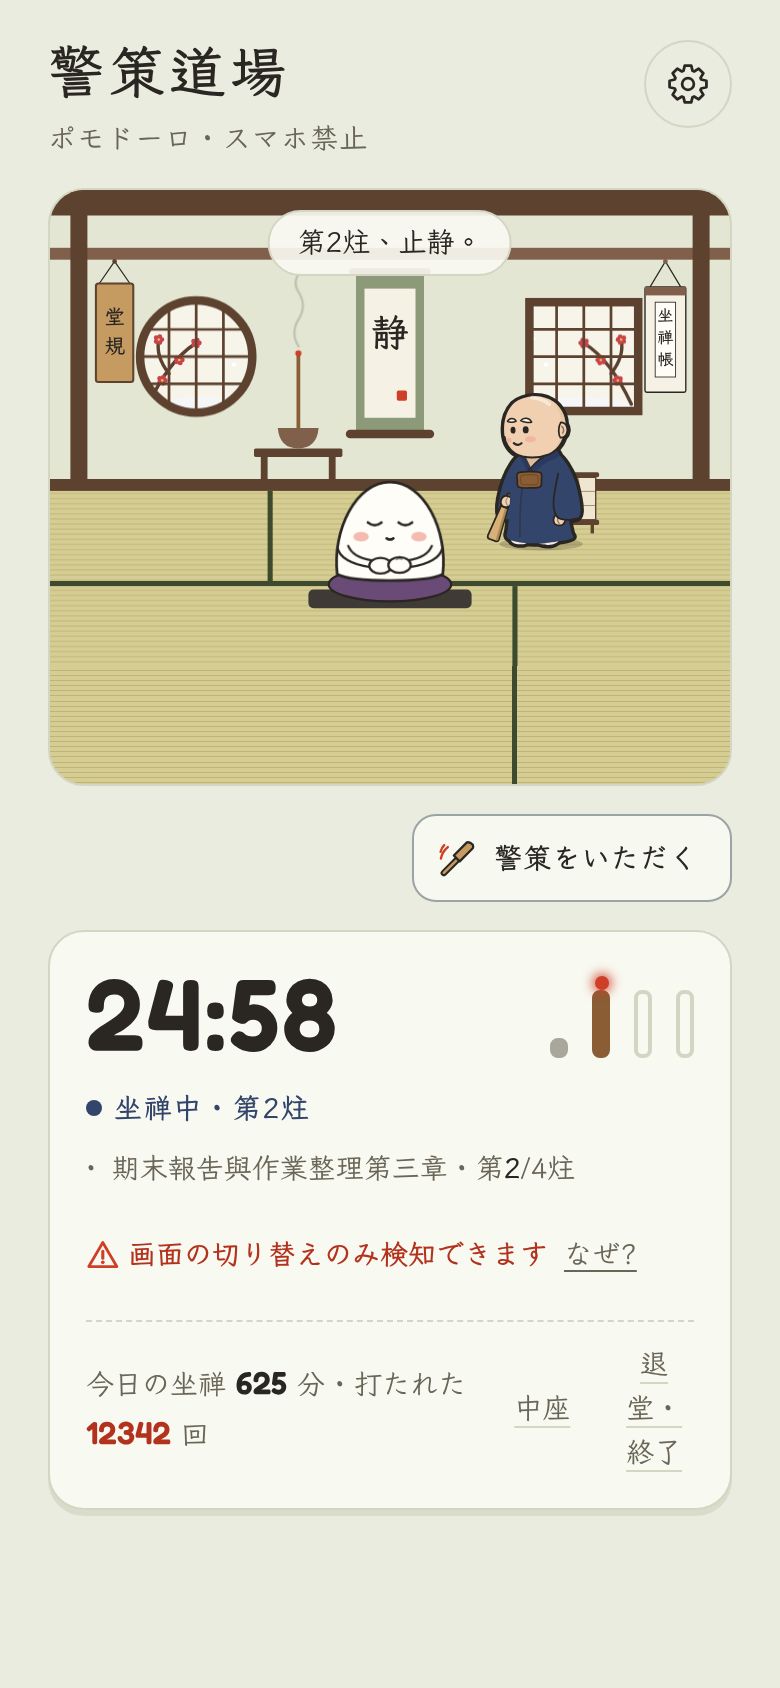 警策道場
ポモドーロ・スマホ禁止
第2炷、止静。
堂規
静
坐禅帳
警策をいただく
24:58
坐禅中・第2炷
・ 期末報告與作業整理第三章・第2/4炷
画面の切り替えのみ検知できます なぜ?
今日の坐禅 625 分・打たれた
12342 回
中座
退
堂・
終了